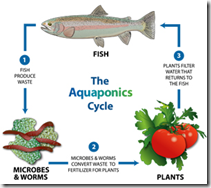 FISH
1
FISH
PRODUCE
WASTE
3
PLANTS FILTER
WATER THAT
RETURNS TO
THE FISH
The
Aquaponics
Cycle
MICROBES
& WORMS
2
MICROBES & WORMS
CONVERT WASTE TO
FERTILIZER FOR PLANTS
PLANTS